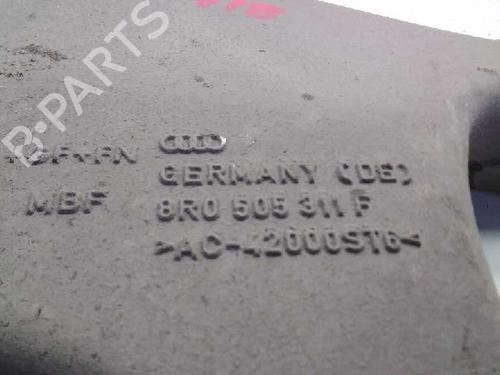 B-PARTS
GERMANY (DE)
MBF 8R0 505 311 F
>AC-42000ST6<